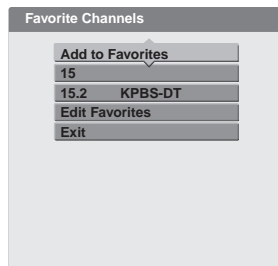 Favorite Channels
Add to Favorites
15
15.2 KPBS-DT
Edit Favorites
Exit